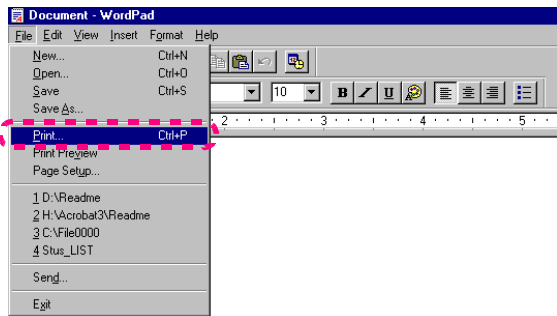 Document - WordPad
File Edit View Insert Format Help
New... Ctrl+N
Open... Ctrl+O
Save Ctrl+S
Save As...
10 B I U
2 3 4 5
Print... Ctrl+P
Print Preview
Page Setup...
1 D:\Readme
2 H:\Acrobat3\Readme
3 C:\File0000
4 Stus_LIST
Send...
Exit